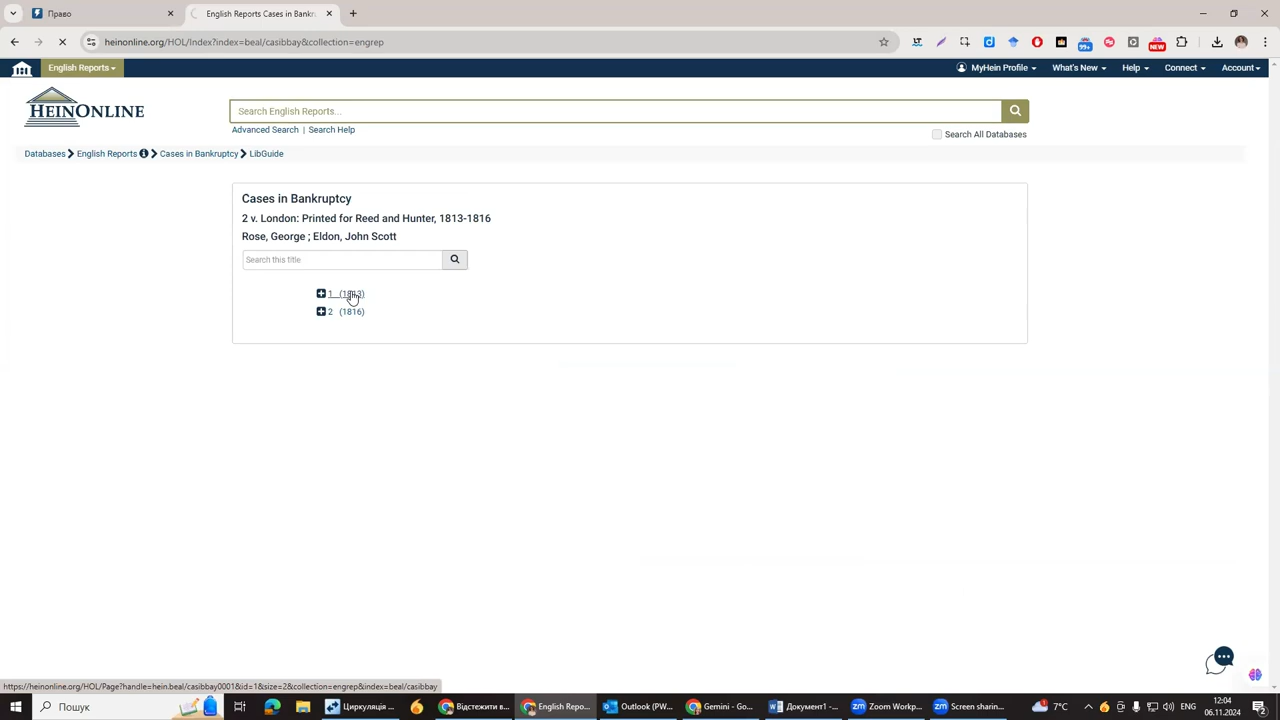 Право
English Reports Cases in Bankr
heinonline.org/HOL/Index?index=beal/casibbay&collection=engrep
99+
NEW
English Reports
MyHein Profile
What's New
Help
Connect
Account
HEINONLINE
Search English Reports...
Advanced Search | Search Help
Search All Databases
Databases
English Reports
Cases in Bankruptcy
LibGuide
Cases in Bankruptcy
2 v. London: Printed for Reed and Hunter, 1813-1816
Rose, George ; Eldon, John Scott
Search this title
1 (1813)
2 (1816)
https://heinonline.org/HOL/Page?handle=hein.beal/casibbay0001&id=1&size=2&collection=engrep&index=beal/casibbay
Пошук
Циркуляція ...
Відстежити в...
English Repo...
Outlook (PW...
Gemini - Go...
Документ1 - ...
Zoom Workp...
Screen sharin...
7°C
ENG
12:04
06.11.2024
2